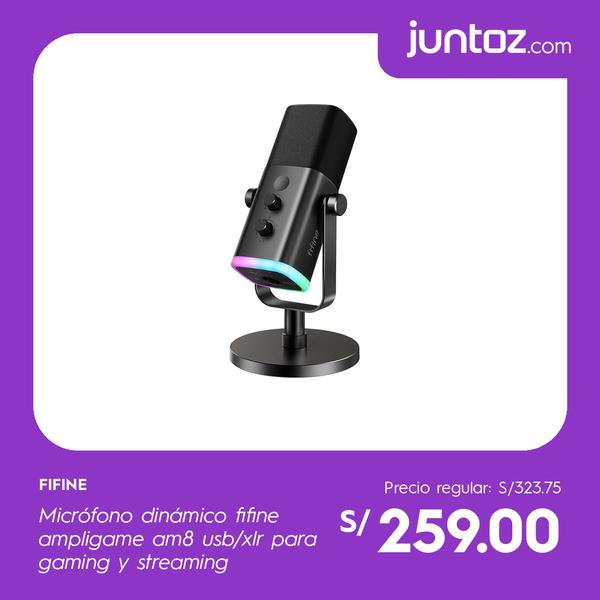 juntoz.com
fifine
FIFINE
Micrófono dinámico fifine
ampligame am8 usb/xlr para
gaming y streaming
Precio regular: S/323.75
S/259.00